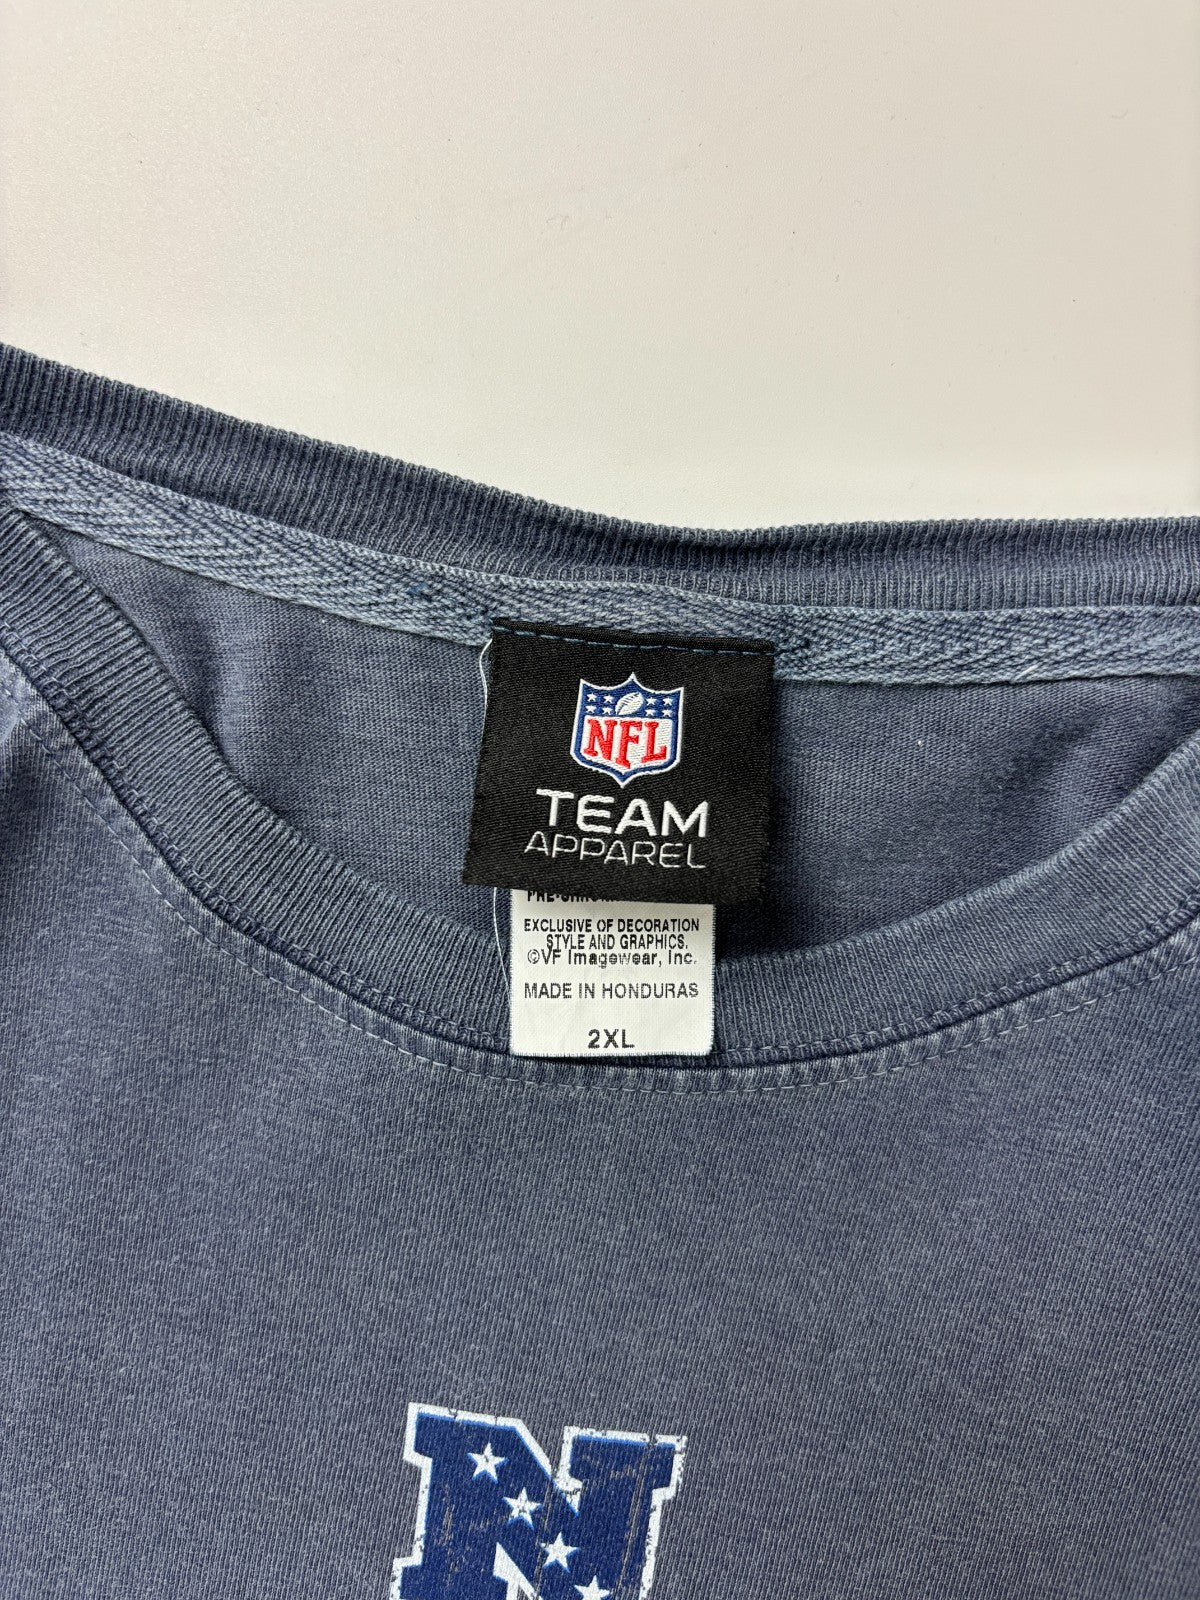 NFL
TEAM
APPAREL
EXCLUSIVE OF DECORATION
STYLE AND GRAPHICS.
©VF Imagewear, Inc.
MADE IN HONDURAS
2XL
N